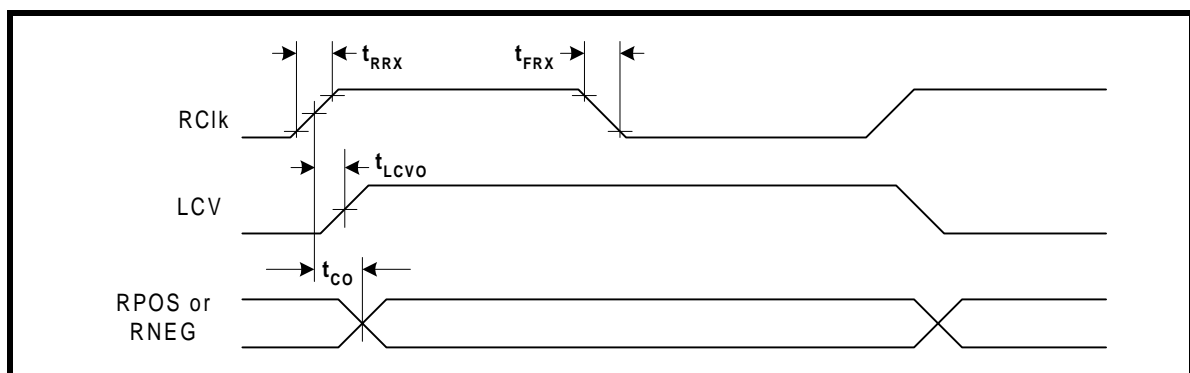 tRRX
tFRX
RClk
tLCVO
LCV
tCO
RPOS or
RNEG